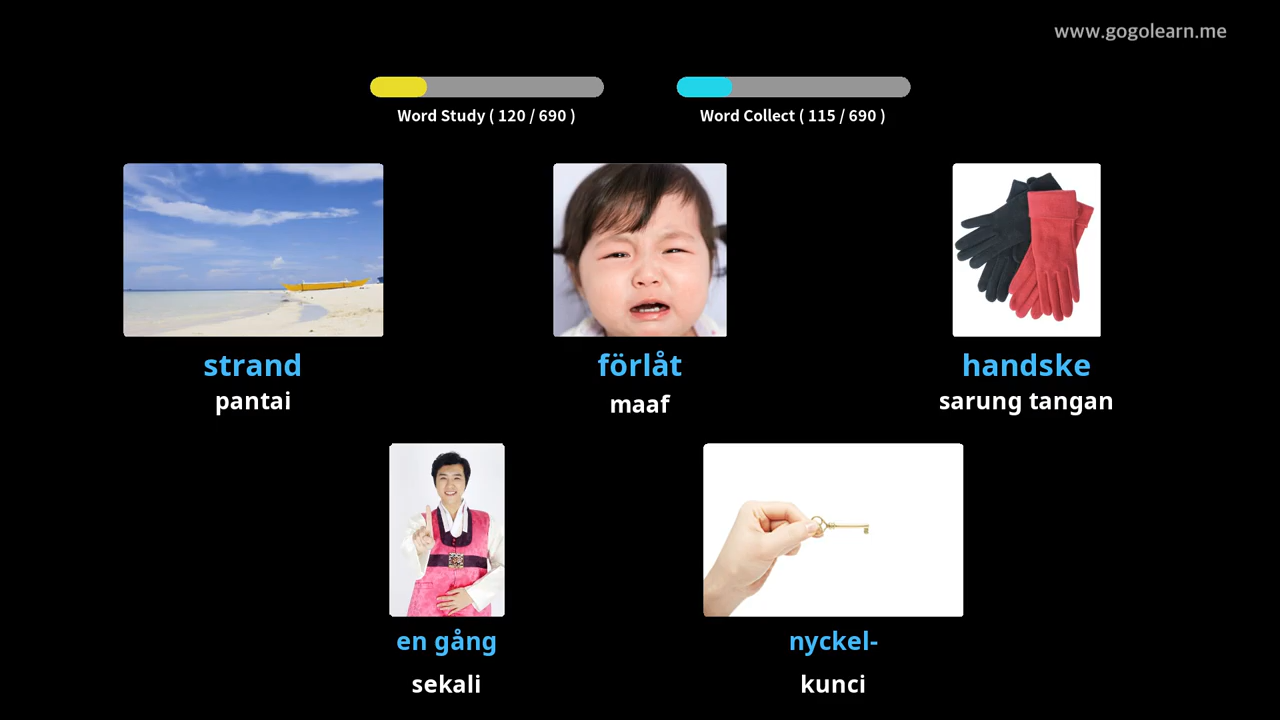 www.gogolearn.me
Word Study ( 120 / 690 )
Word Collect ( 115 / 690 )
strand
pantai
förlåt
maaf
handske
sarung tangan
en gång
sekali
nyckel-
kunci